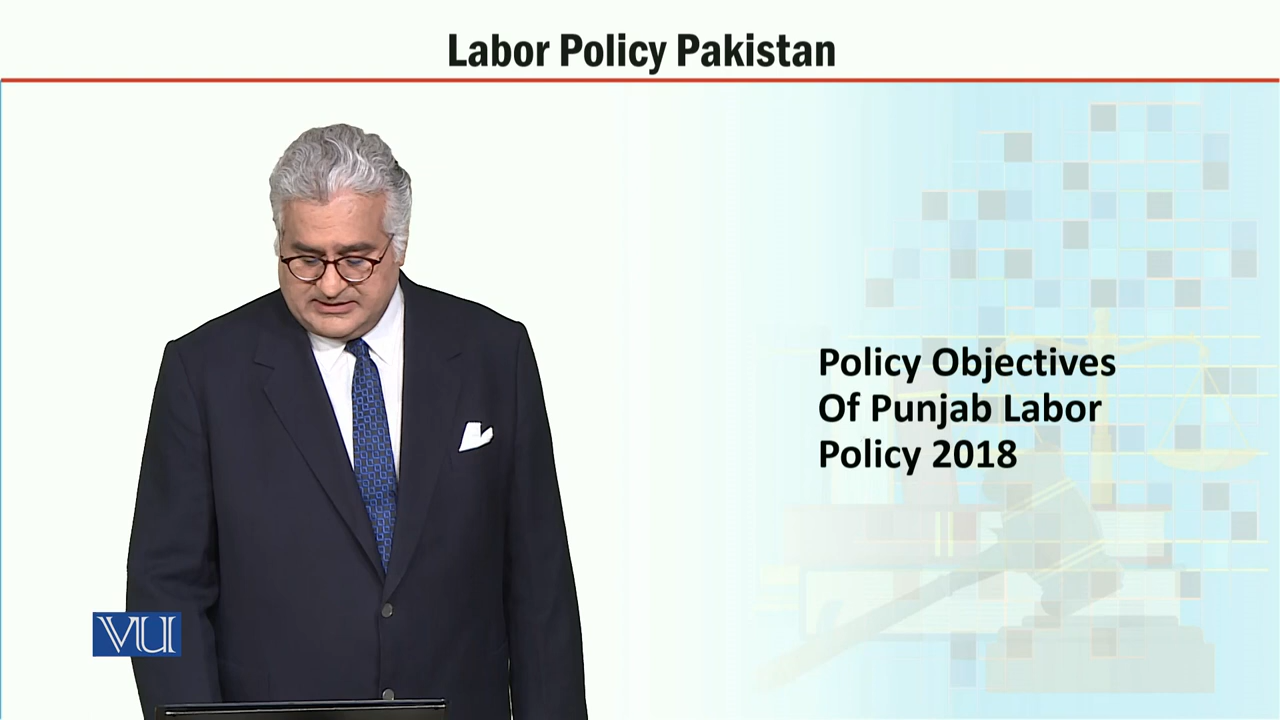 Labor Policy Pakistan
Policy Objectives
Of Punjab Labor
Policy 2018
VU